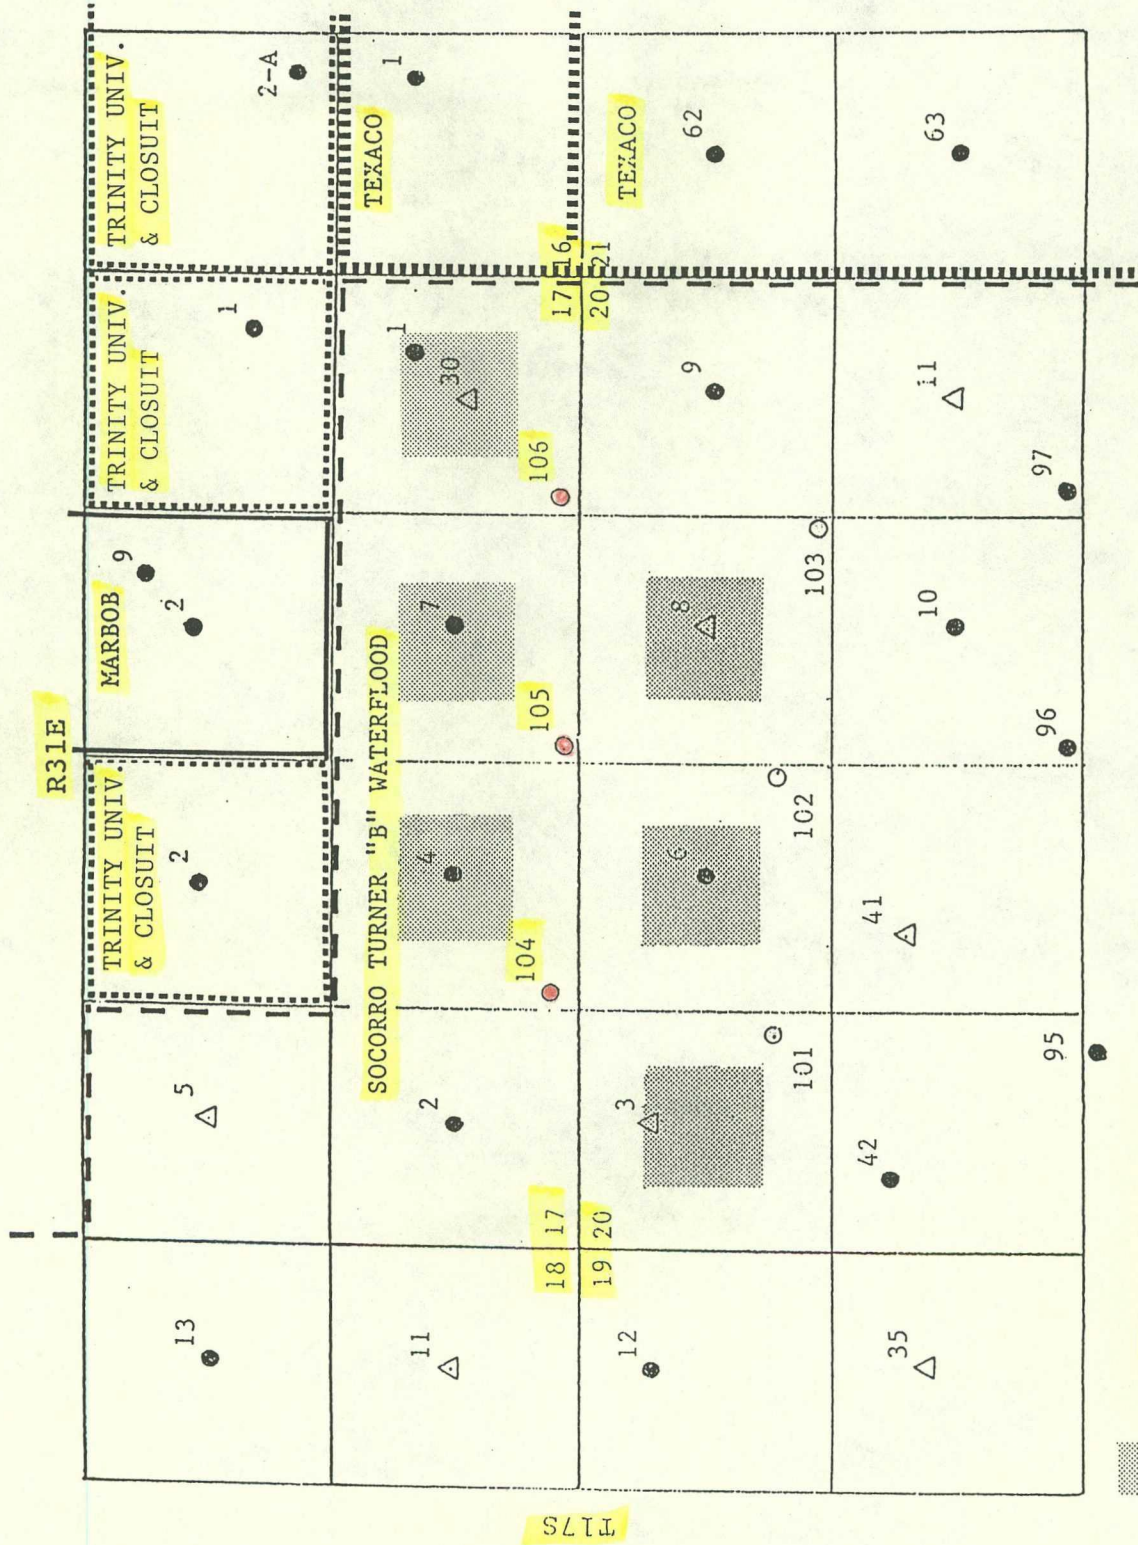 R31E
TRINITY UNIV.
& CLOSUIT
MARBOB
TRINITY UNIV.
& CLOSUIT
TRINITY UNIV.
& CLOSUIT
13
5
2
2
9
1
2-A
SOCORRO TURNER "B" WATERFLOOD
TEXACO
11
2
4
7
30
1
1
104
105
106
18 17
17 16
T17S
19 20
20 21
TEXACO
12
3
6
8
9
62
101
102
103
35
42
41
10
11
63
95
96
97